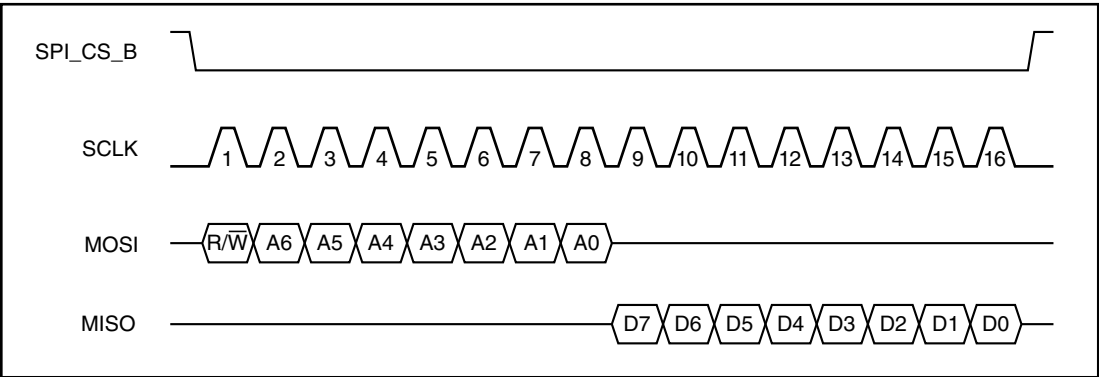 SPI_CS_B
SCLK 1 2 3 4 5 6 7 8 9 10 11 12 13 14 15 16
MOSI R/W̅ A6 A5 A4 A3 A2 A1 A0
MISO D7 D6 D5 D4 D3 D2 D1 D0